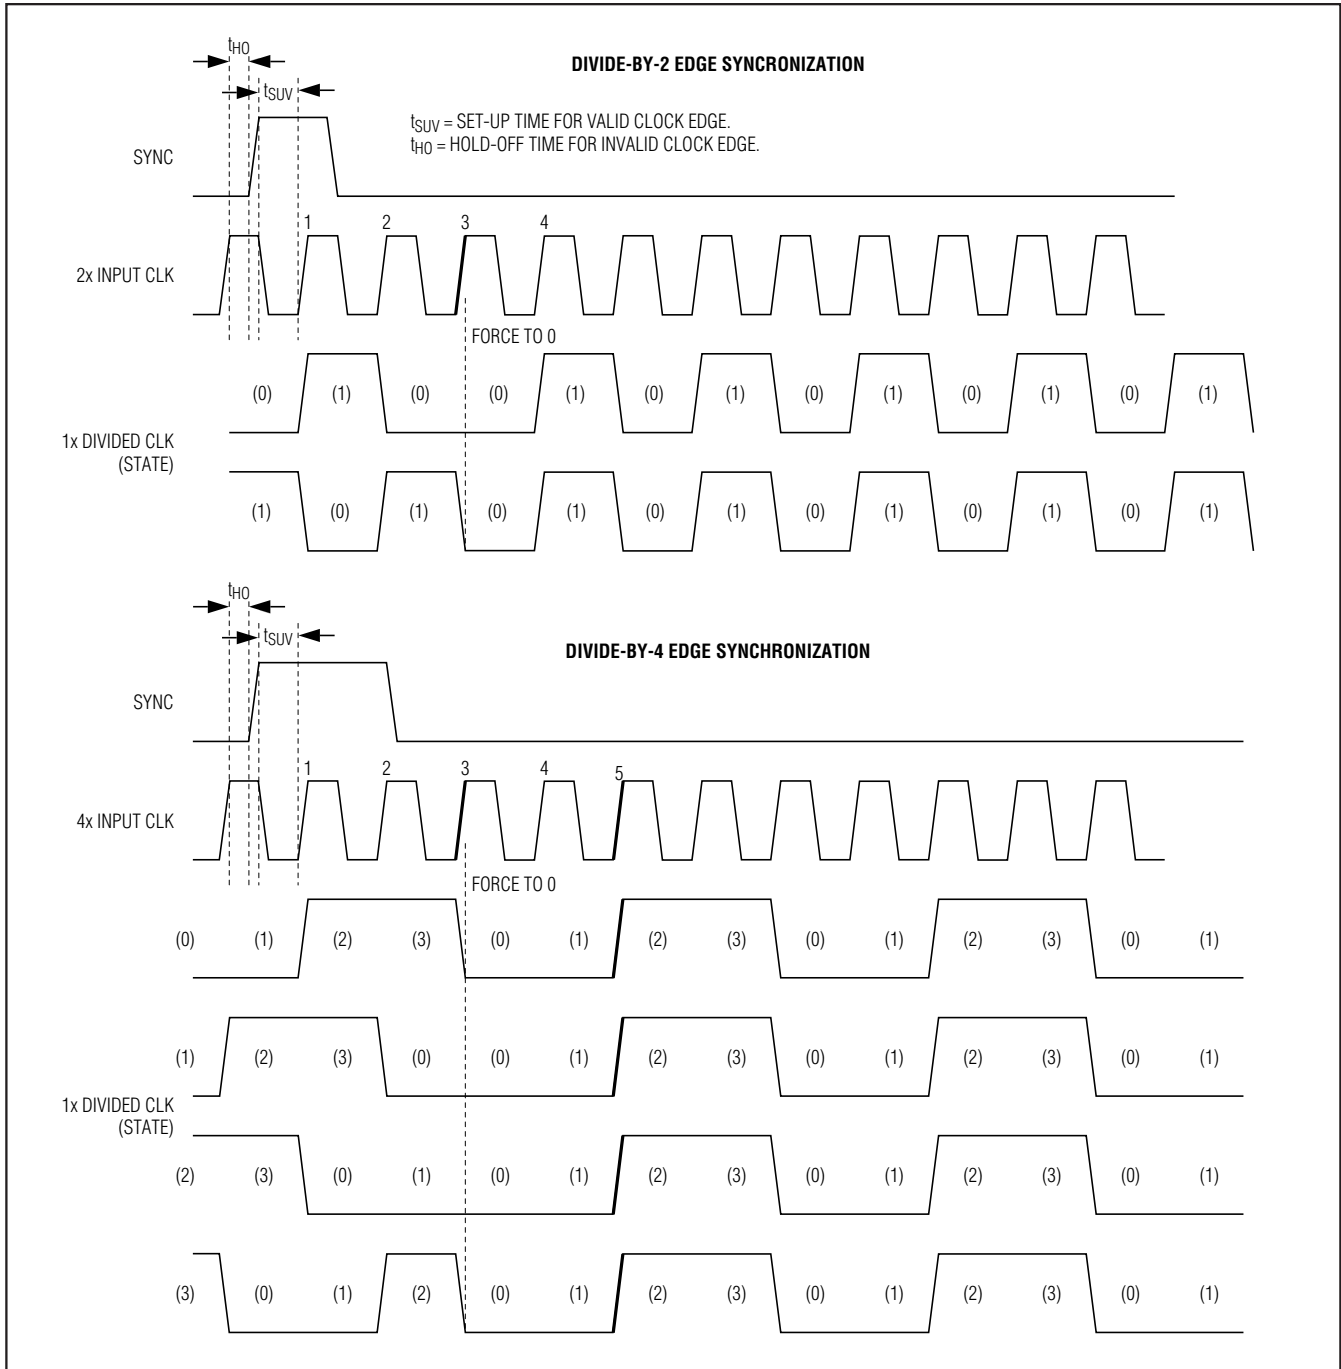 tHO
DIVIDE-BY-2 EDGE SYNCRONIZATION
tSUV
tSUV = SET-UP TIME FOR VALID CLOCK EDGE.
tHO = HOLD-OFF TIME FOR INVALID CLOCK EDGE.
SYNC
1 2 3 4
2x INPUT CLK
FORCE TO 0
(0) (1) (0) (0) (1) (0) (1) (0) (1) (0) (1) (0) (1)
1x DIVIDED CLK
(STATE)
(1) (0) (1) (0) (1) (0) (1) (0) (1) (0) (1) (0) (1)
tHO
tSUV
DIVIDE-BY-4 EDGE SYNCHRONIZATION
SYNC
1 2 3 4 5
4x INPUT CLK
FORCE TO 0
(0) (1) (2) (3) (0) (1) (2) (3) (0) (1) (2) (3) (0) (1)
(1) (2) (3) (0) (0) (1) (2) (3) (0) (1) (2) (3) (0) (1)
1x DIVIDED CLK
(STATE)
(2) (3) (0) (1) (0) (1) (2) (3) (0) (1) (2) (3) (0) (1)
(3) (0) (1) (2) (0) (1) (2) (3) (0) (1) (2) (3) (0) (1)